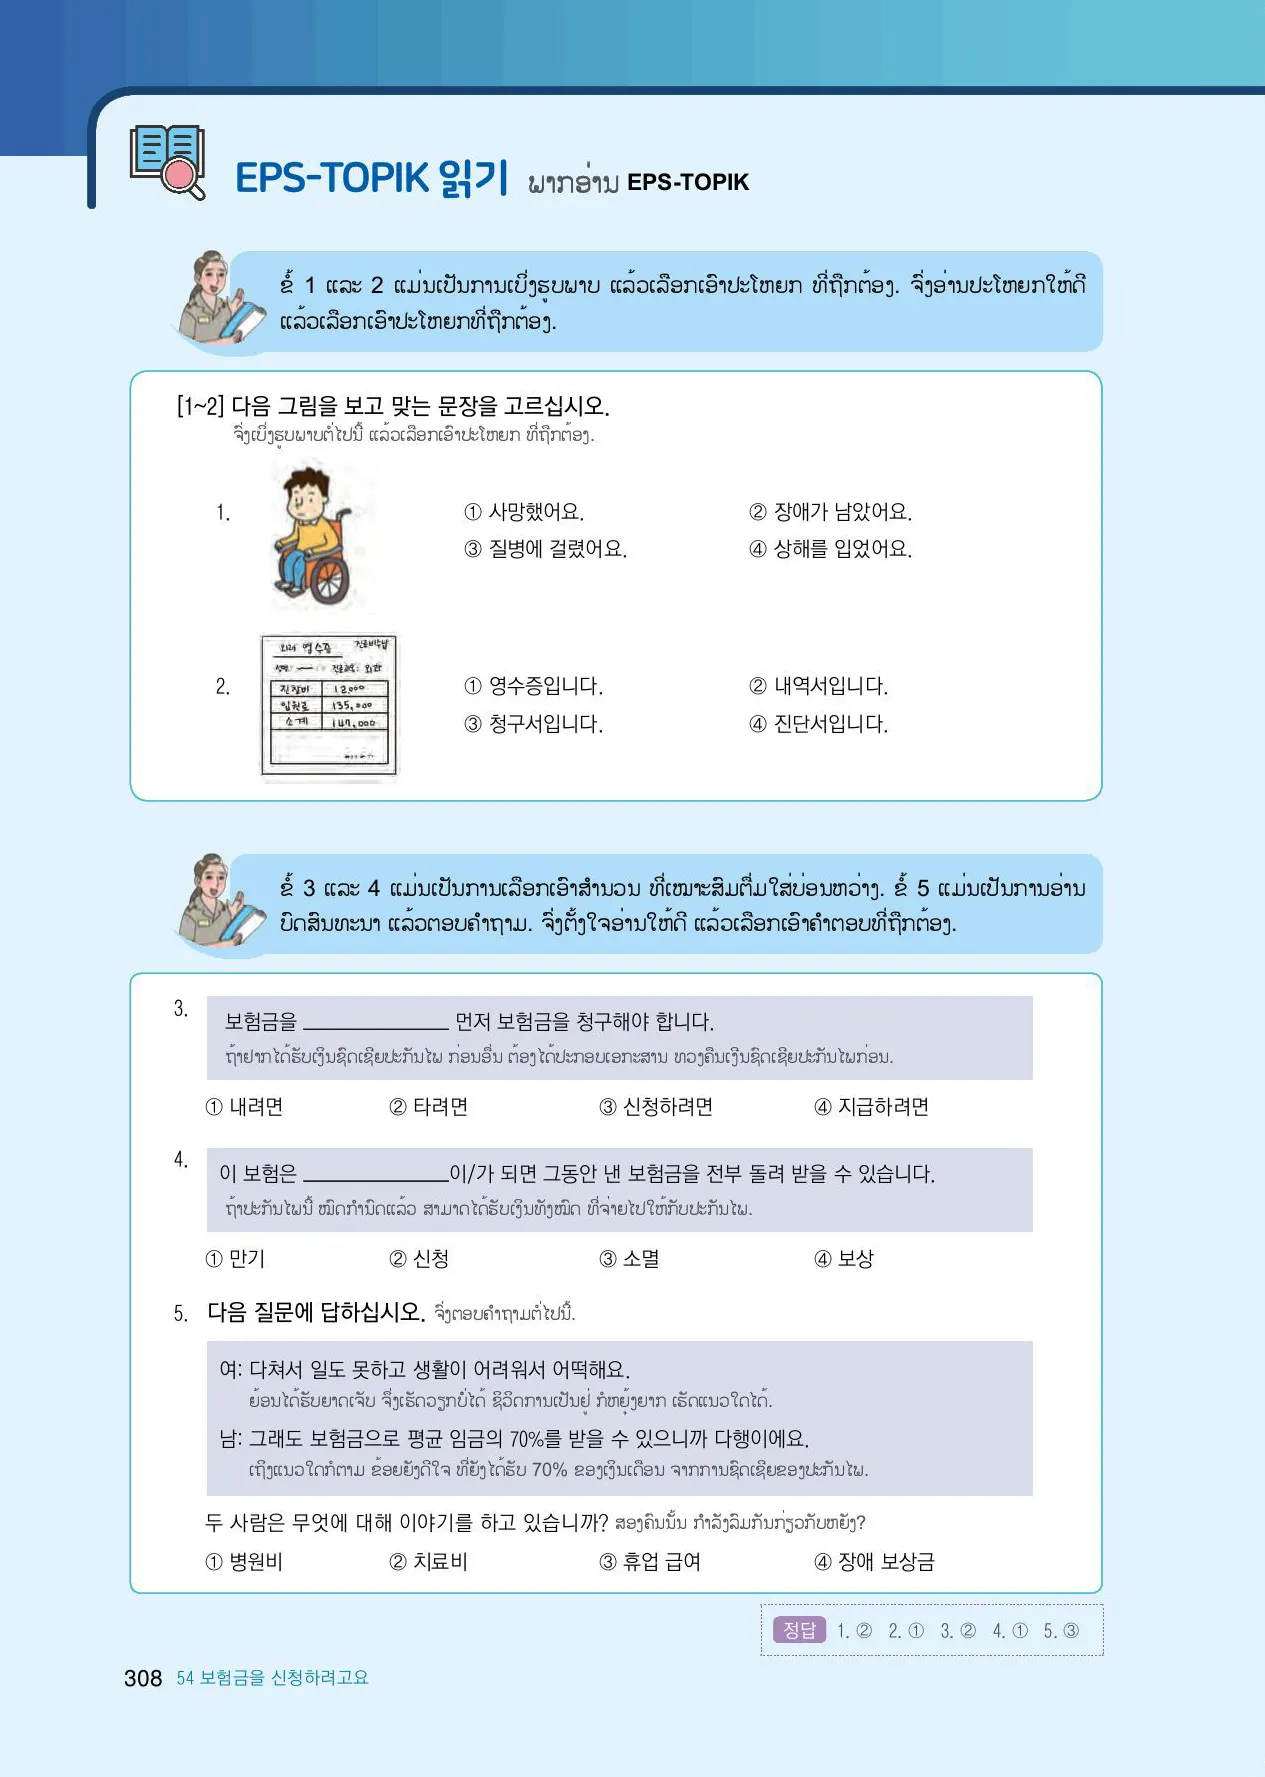 EPS-TOPIK 읽기 ພາກອ່ານ EPS-TOPIK
ຂໍ້ 1 ແລະ 2 ແມ່ນເປັນການເບິ່ງຮູບພາບ ແລ້ວເລືອກເອົາປະໂຫຍກ ທີ່ຖືກຕ້ອງ. ຈົ່ງອ່ານປະໂຫຍກໃຫ້ດີ
ແລ້ວເລືອກເອົາປະໂຫຍກທີ່ຖືກຕ້ອງ.
[1~2] 다음 그림을 보고 맞는 문장을 고르십시오.
ຈົ່ງເບິ່ງຮູບພາບຕໍ່ໄປນີ້ ແລ້ວເລືອກເອົາປະໂຫຍກ ທີ່ຖືກຕ້ອງ.
1.
① 사망했어요. ② 장애가 남았어요.
③ 질병에 걸렸어요. ④ 상해를 입었어요.
2.
외래 영수증 진료비수납
성명: 진료과목: 외과
진찰비 12,000
입원료 135,000
소계 147,000
① 영수증입니다. ② 내역서입니다.
③ 청구서입니다. ④ 진단서입니다.
ຂໍ້ 3 ແລະ 4 ແມ່ນເປັນການເລືອກເອົາສຳນວນ ທີ່ເໝາະສົມຕື່ມໃສ່ບ່ອນຫວ່າງ. ຂໍ້ 5 ແມ່ນເປັນການອ່ານ
ບົດສົນທະນາ ແລ້ວຕອບຄຳຖາມ. ຈົ່ງຕັ້ງໃຈອ່ານໃຫ້ດີ ແລ້ວເລືອກເອົາຄຳຕອບທີ່ຖືກຕ້ອງ.
3. 보험금을 ____________ 먼저 보험금을 청구해야 합니다.
ຖ້າຢາກໄດ້ຮັບເງິນຊົດເຊີຍປະກັນໄພ ກ່ອນອື່ນ ຕ້ອງໄດ້ປະກອບເອກະສານ ທວງຄືນເງິນຊົດເຊີຍປະກັນໄພກ່ອນ.
① 내려면 ② 타려면 ③ 신청하려면 ④ 지급하려면
4. 이 보험은 ____________이/가 되면 그동안 낸 보험금을 전부 돌려 받을 수 있습니다.
ຖ້າປະກັນໄພນີ້ ໝົດກຳນົດແລ້ວ ສາມາດໄດ້ຮັບເງິນທັງໝົດ ທີ່ຈ່າຍໄປໃຫ້ກັບປະກັນໄພ.
① 만기 ② 신청 ③ 소멸 ④ 보상
5. 다음 질문에 답하십시오. ຈົ່ງຕອບຄຳຖາມຕໍ່ໄປນີ້.
여: 다쳐서 일도 못하고 생활이 어려워서 어떡해요.
ຍ້ອນໄດ້ຮັບບາດເຈັບ ຈຶ່ງເຮັດວຽກບໍ່ໄດ້ ຊີວິດການເປັນຢູ່ ກໍຫຍຸ້ງຍາກ ເຮັດແນວໃດໄດ້.
남: 그래도 보험금으로 평균 임금의 70%를 받을 수 있으니까 다행이에요.
ເຖິງແນວໃດກໍຕາມ ຂ້ອຍຍັງດີໃຈ ທີ່ຍັງໄດ້ຮັບ 70% ຂອງເງິນເດືອນ ຈາກການຊົດເຊີຍຂອງປະກັນໄພ.
두 사람은 무엇에 대해 이야기를 하고 있습니까? ສອງຄົນນັ້ນ ກຳລັງລົມກັນກ່ຽວກັບຫຍັງ?
① 병원비 ② 치료비 ③ 휴업 급여 ④ 장애 보상금
정답 1. ② 2. ① 3. ② 4. ① 5. ③
308 54 보험금을 신청하려고요